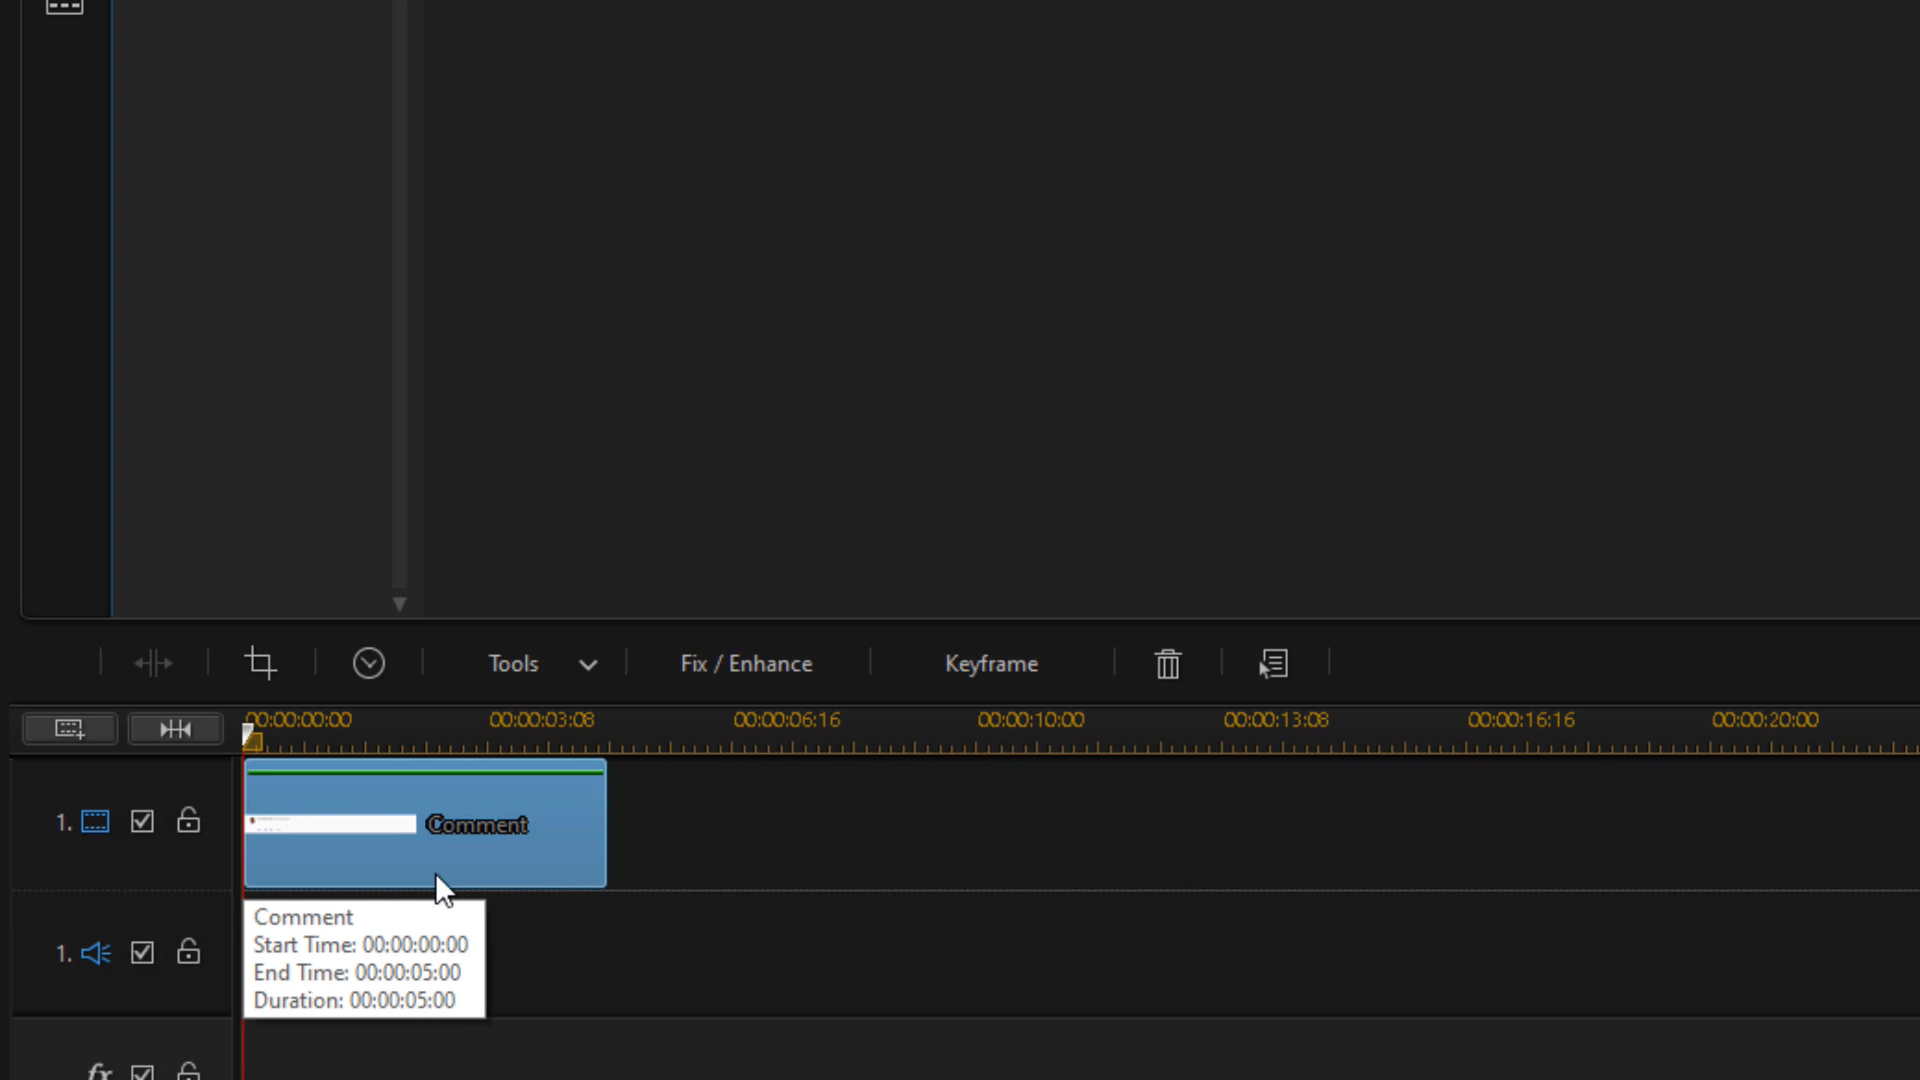 Tools
Fix / Enhance
Keyframe
00:00:00:00
00:00:03:08
00:00:06:16
00:00:10:00
00:00:13:08
00:00:16:16
00:00:20:00
1.
Comment
1.
Comment
Start Time: 00:00:00:00
End Time: 00:00:05:00
Duration: 00:00:05:00
fx